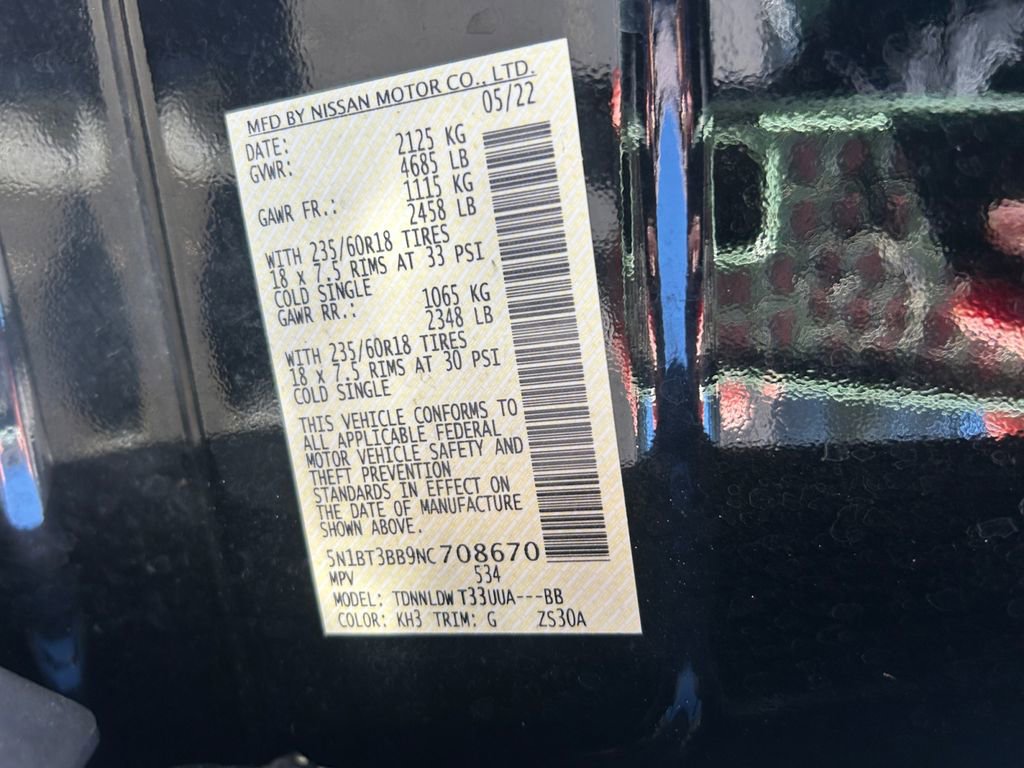 MFD BY NISSAN MOTOR CO., LTD.
DATE: 05/22
GVWR: 2125 KG
4685 LB
GAWR FR.: 1115 KG
2458 LB
WITH 235/60R18 TIRES
18 x 7.5 RIMS AT 33 PSI
COLD SINGLE
GAWR RR.: 1065 KG
2348 LB
WITH 235/60R18 TIRES
18 x 7.5 RIMS AT 30 PSI
COLD SINGLE
THIS VEHICLE CONFORMS TO
ALL APPLICABLE FEDERAL
MOTOR VEHICLE SAFETY AND
THEFT PREVENTION
STANDARDS IN EFFECT ON
THE DATE OF MANUFACTURE
SHOWN ABOVE.
5N1BT3BB9NC708670
MPV 534
MODEL: TDNNLDWT33UUA---BB
COLOR: KH3 TRIM: G ZS30A